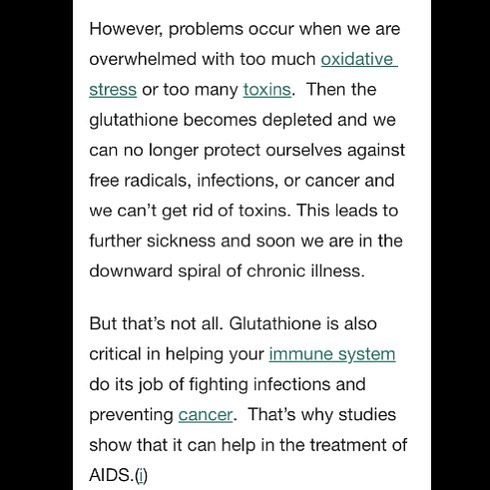 However, problems occur when we are
overwhelmed with too much oxidative
stress or too many toxins.  Then the
glutathione becomes depleted and we
can no longer protect ourselves against
free radicals, infections, or cancer and
we can’t get rid of toxins. This leads to
further sickness and soon we are in the
downward spiral of chronic illness.
But that’s not all. Glutathione is also
critical in helping your immune system
do its job of fighting infections and
preventing cancer.  That’s why studies
show that it can help in the treatment of
AIDS.(i)